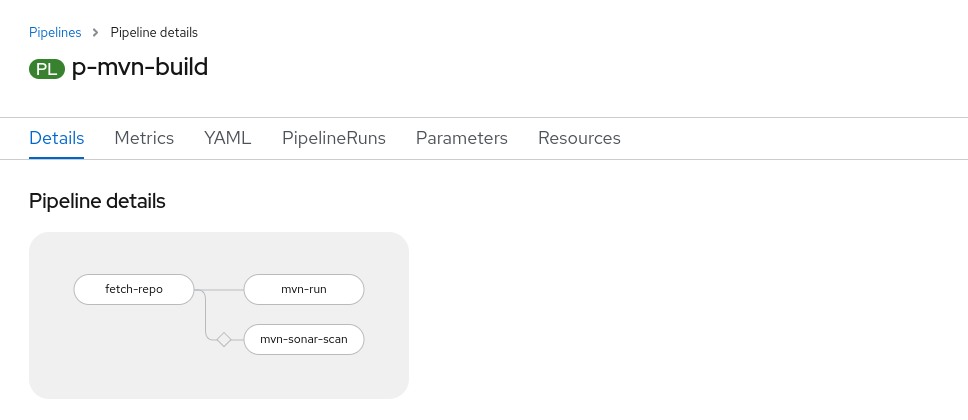 Pipelines > Pipeline details
PL p-mvn-build
Details Metrics YAML PipelineRuns Parameters Resources
Pipeline details
fetch-repo mvn-run
mvn-sonar-scan